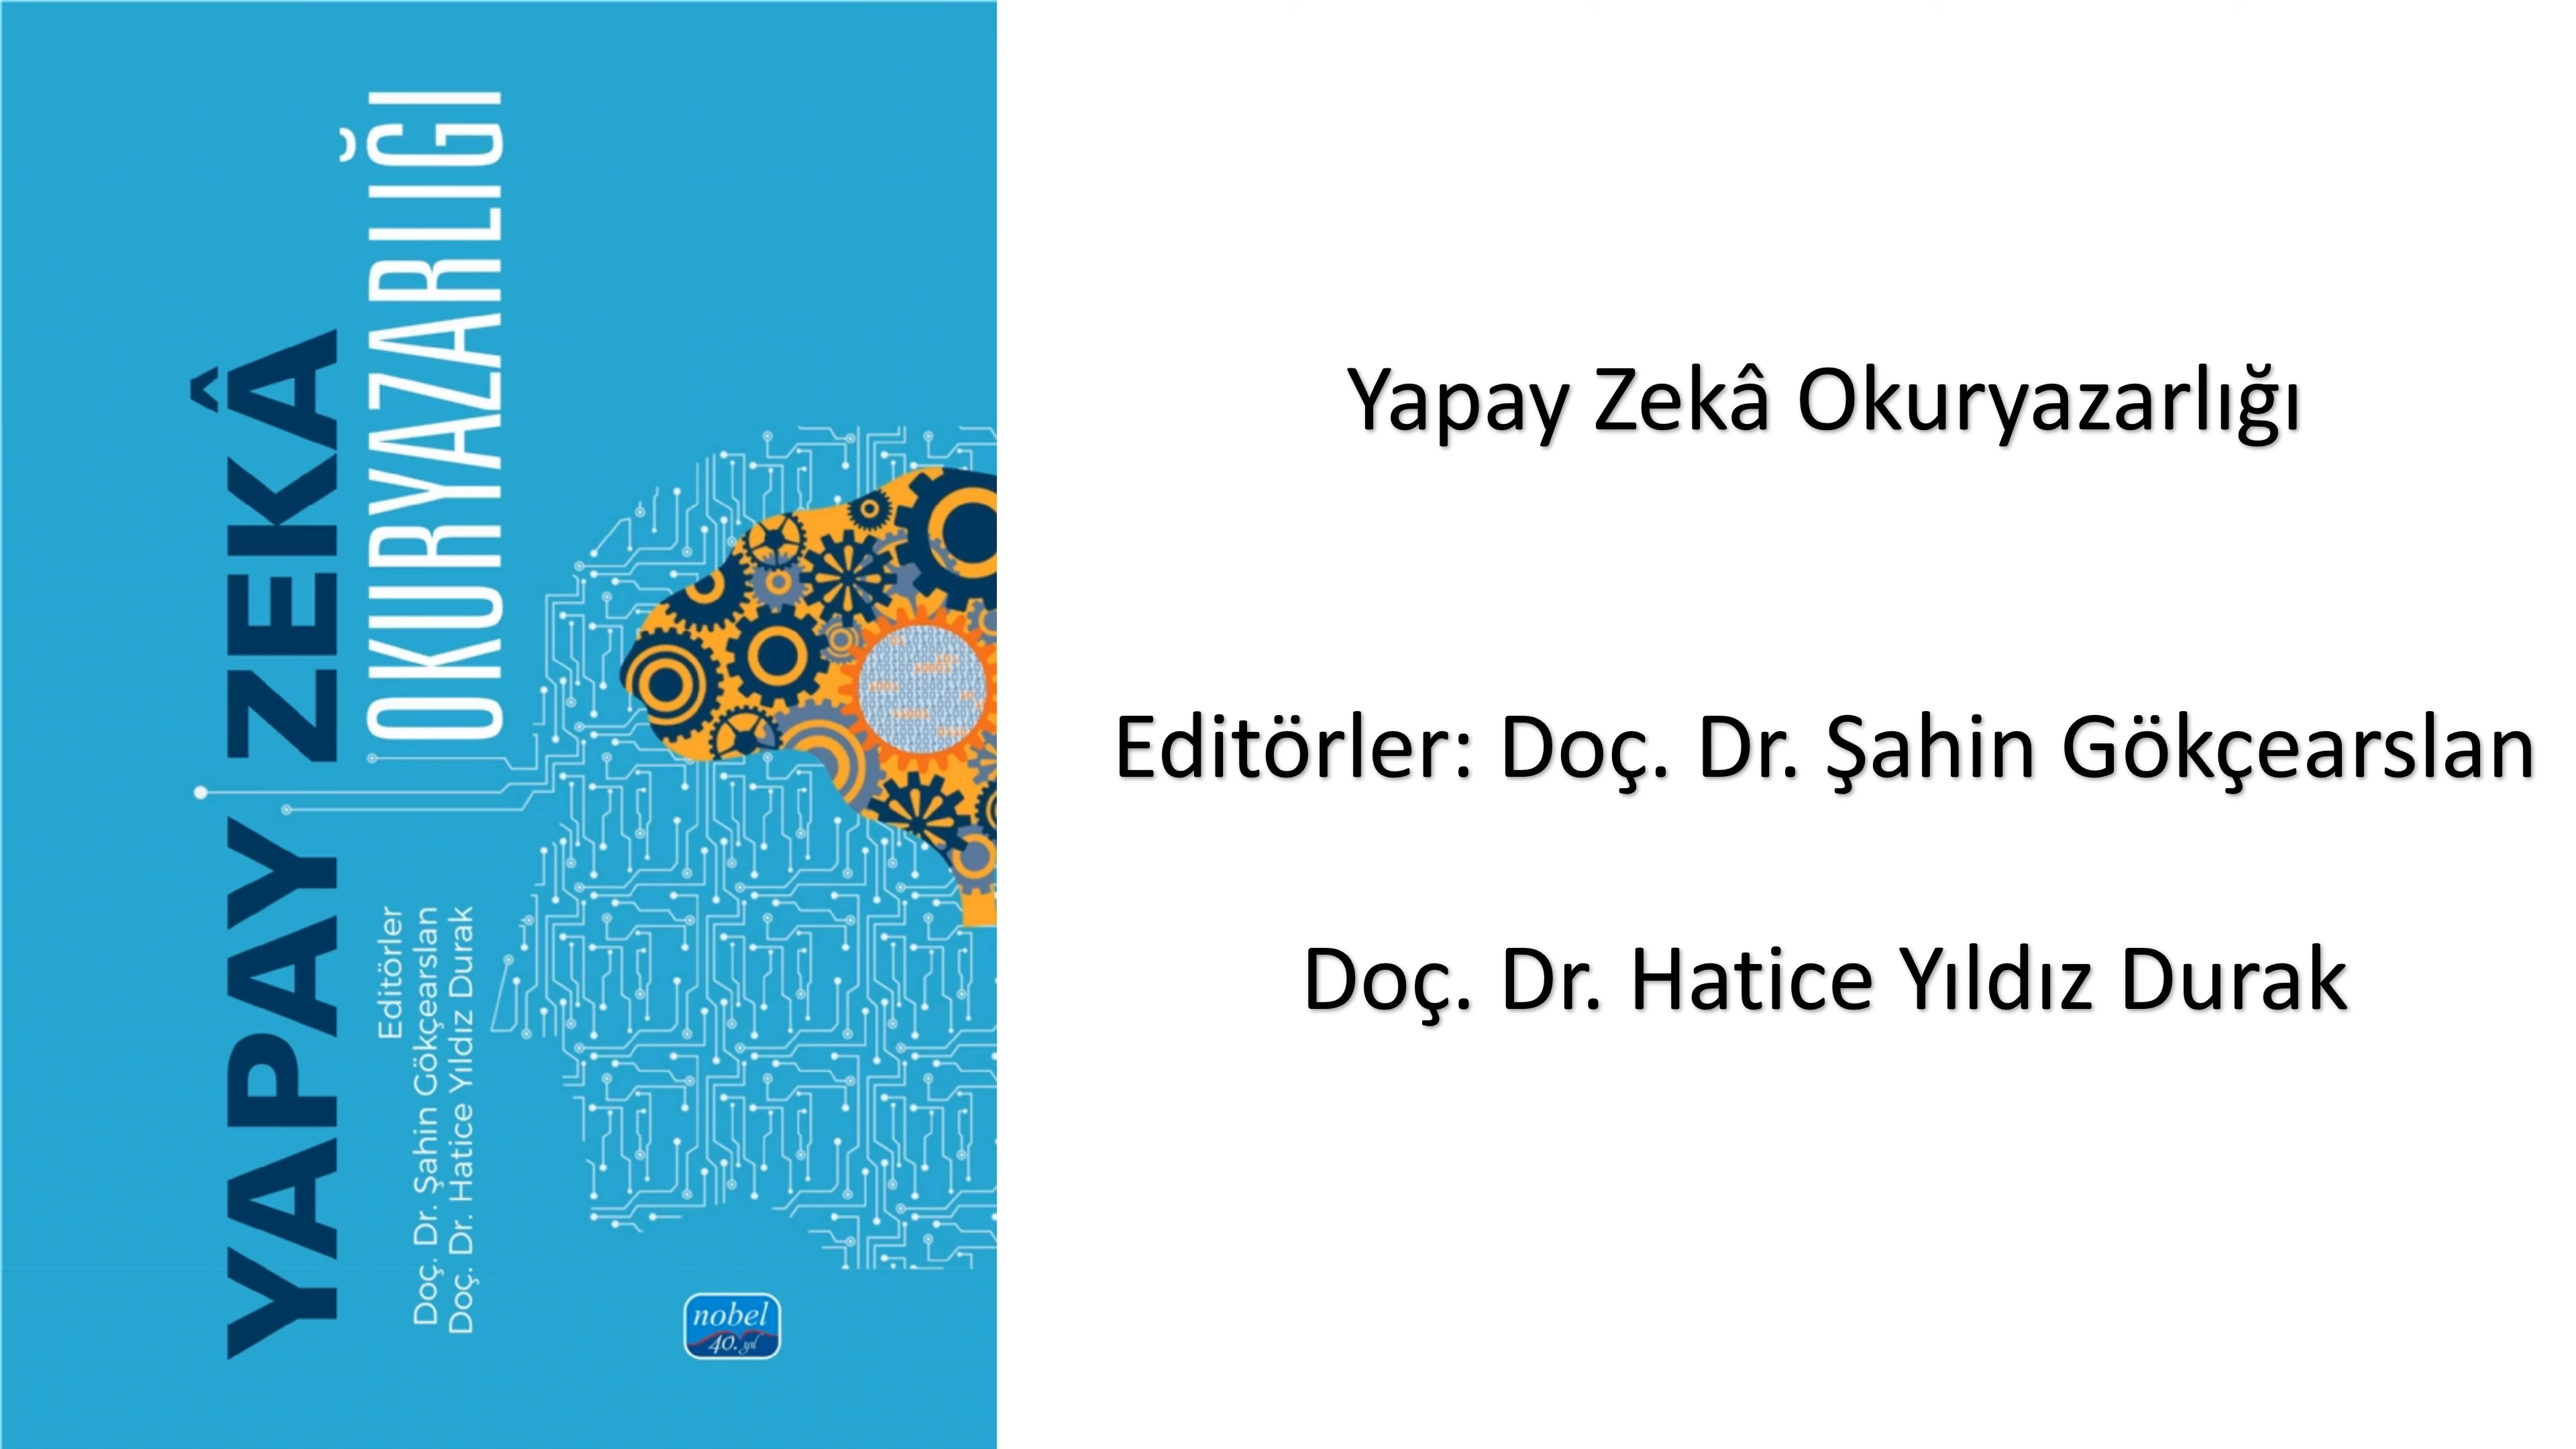 YAPAY ZEKÂ
OKURYAZARLIĞI
Editörler
Doç. Dr. Şahin Gökçearslan
Doç. Dr. Hatice Yıldız Durak
nobel
40. yıl
Yapay Zekâ Okuryazarlığı
Editörler: Doç. Dr. Şahin Gökçearslan
Doç. Dr. Hatice Yıldız Durak